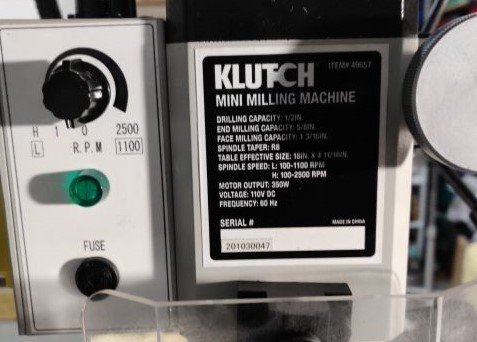 H 1 0 2500
L R.P.M 1100
FUSE
KLUTCH ITEM# 49657
MINI MILLING MACHINE
DRILLING CAPACITY: 1/2IN.
END MILLING CAPACITY: 5/8IN.
FACE MILLING CAPACITY: 1 3/16IN.
SPINDLE TAPER: R8
TABLE EFFECTIVE SIZE: 18IN. X 4 11/16IN.
SPINDLE SPEED: L: 100-1100 RPM
H: 100-2500 RPM
MOTOR OUTPUT: 350W
VOLTAGE: 110V DC
FREQUENCY: 60 Hz
SERIAL # MADE IN CHINA
201030047